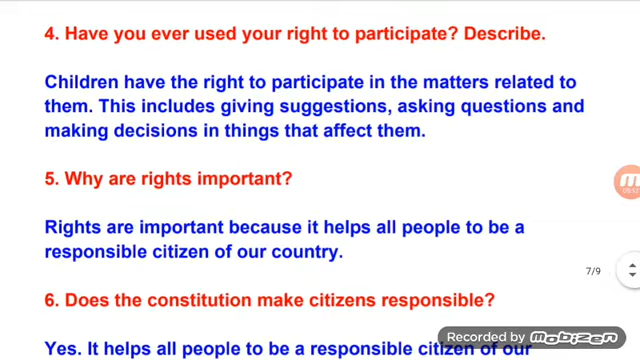 4. Have you ever used your right to participate? Describe.
Children have the right to participate in the matters related to
them. This includes giving suggestions, asking questions and
making decisions in things that affect them.
5. Why are rights important?
Rights are important because it helps all people to be a
responsible citizen of our country.
7/9
6. Does the constitution make citizens responsible?
Recorded by mobizen
Yes. It helps all people to be a responsible citizen of our